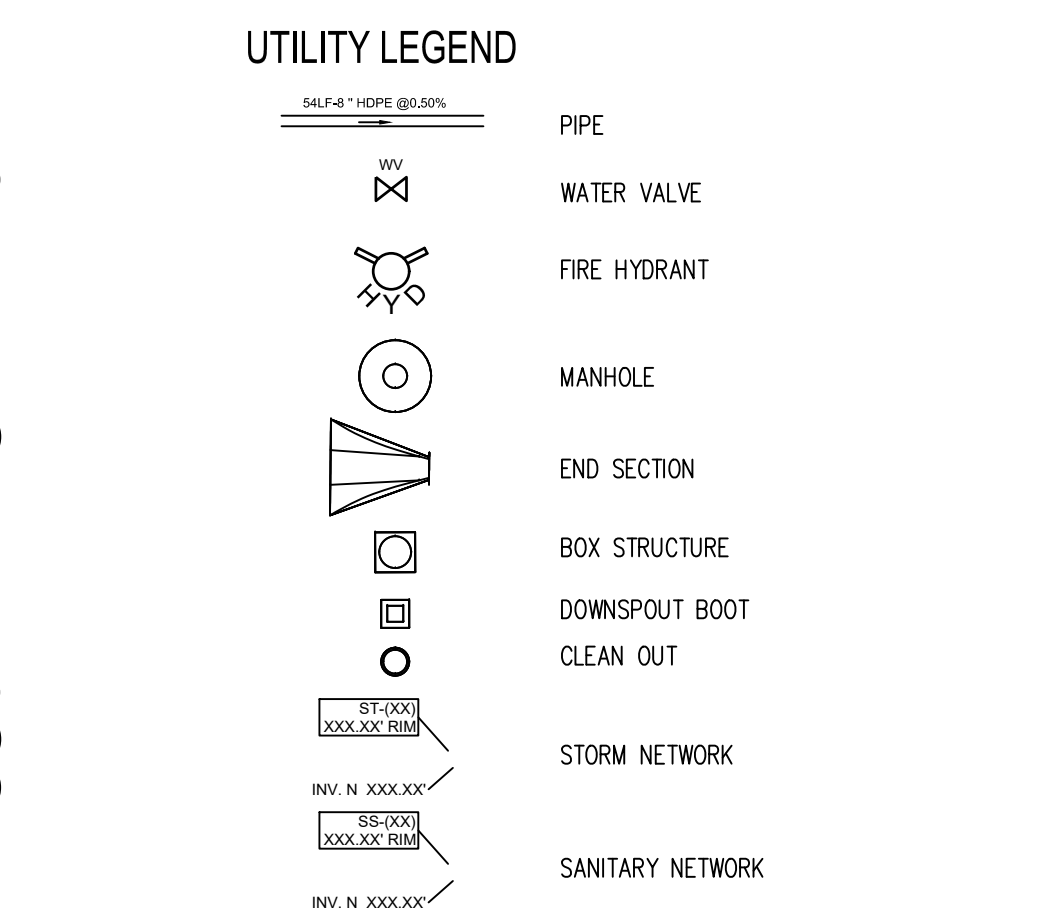 UTILITY LEGEND
54LF-8 " HDPE @0.50%
PIPE
WV
WATER VALVE
FIRE HYDRANT
HYD
MANHOLE
END SECTION
BOX STRUCTURE
DOWNSPOUT BOOT
CLEAN OUT
ST-(XX)
XXX.XX' RIM
STORM NETWORK
INV. N XXX.XX'
SS-(XX)
XXX.XX' RIM
SANITARY NETWORK
INV. N XXX.XX'